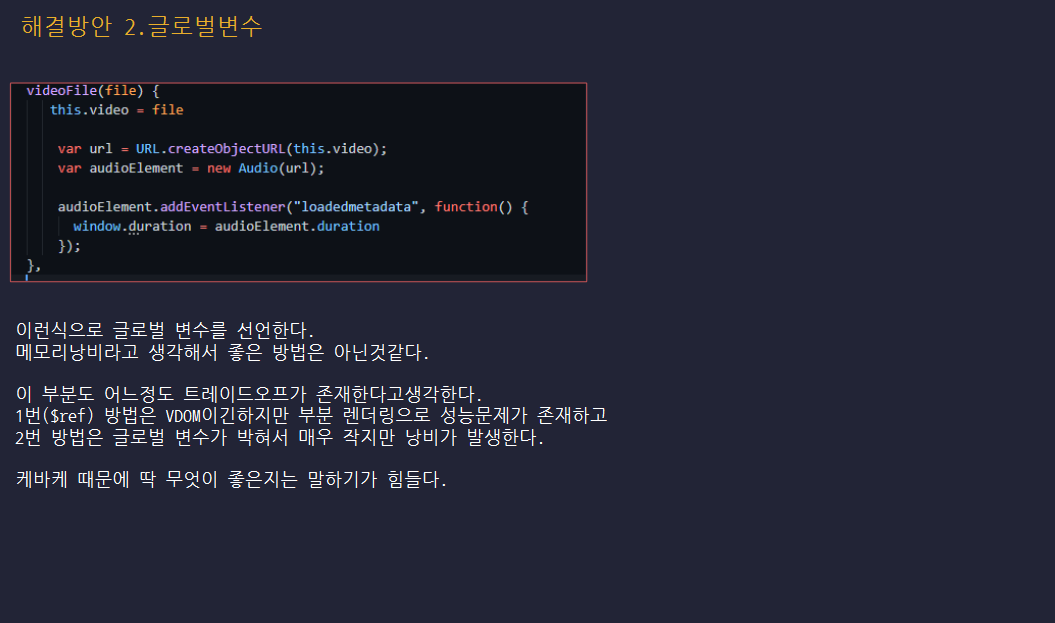 해결방안 2.글로벌변수
videoFile(file) {
this.video = file
var url = URL.createObjectURL(this.video);
var audioElement = new Audio(url);
audioElement.addEventListener("loadedmetadata", function() {
window.duration = audioElement.duration
});
},
이런식으로 글로벌 변수를 선언한다.
메모리낭비라고 생각해서 좋은 방법은 아닌것같다.
이 부분도 어느정도 트레이드오프가 존재한다고생각한다.
1번($ref) 방법은 VDOM이긴하지만 부분 렌더링으로 성능문제가 존재하고
2번 방법은 글로벌 변수가 박혀서 매우 작지만 낭비가 발생한다.
케바케 때문에 딱 무엇이 좋은지는 말하기가 힘들다.